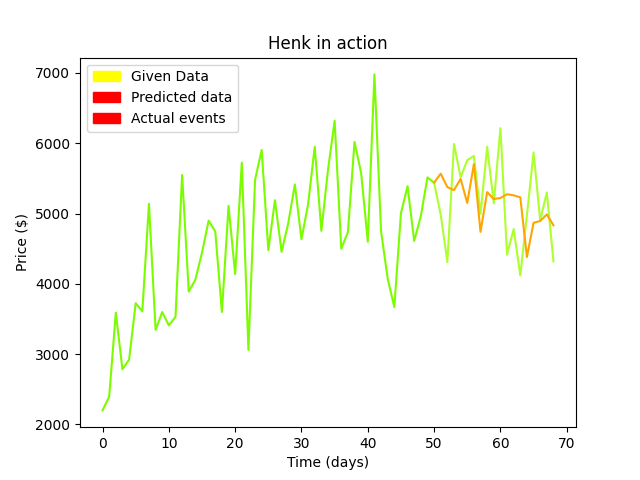 Henk in action
Given Data
Predicted data
Actual events
7000
6000
5000
4000
3000
2000
Price ($)
0 10 20 30 40 50 60 70
Time (days)